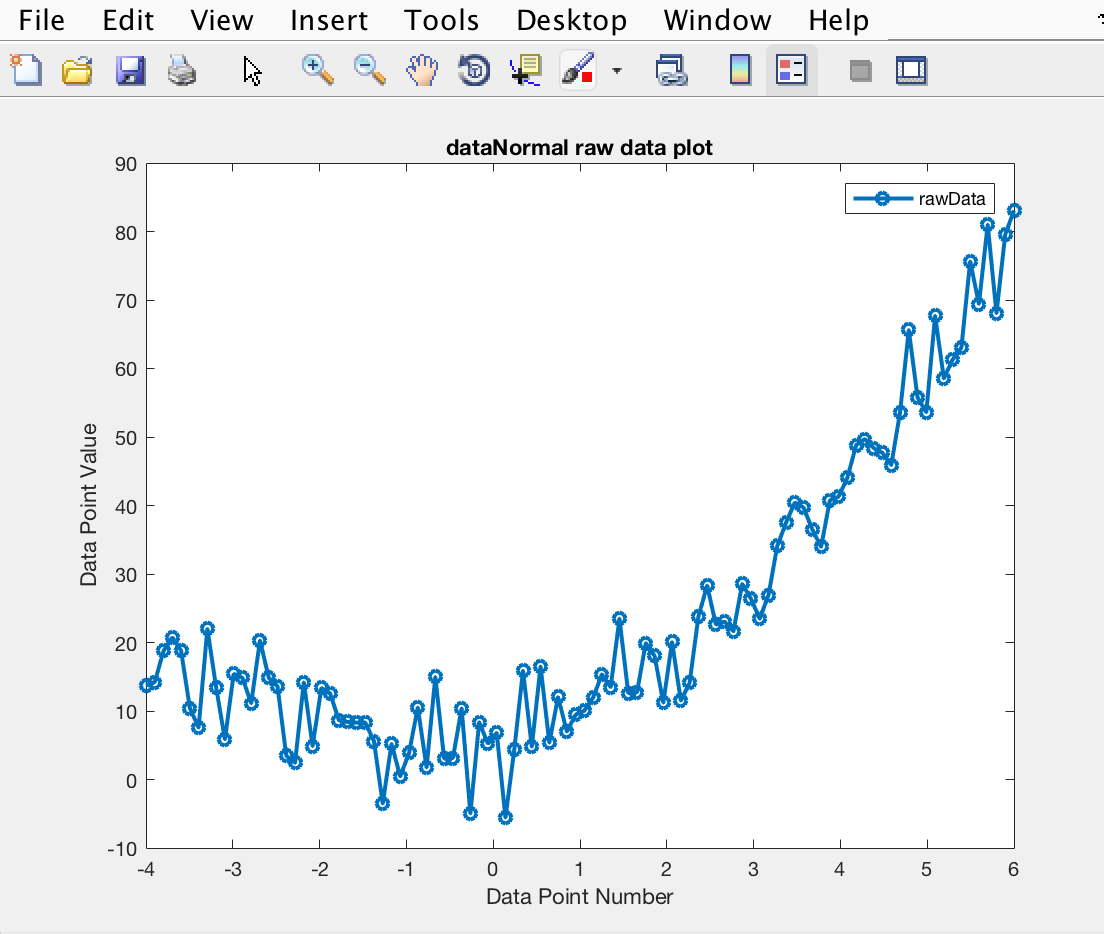 File Edit View Insert Tools Desktop Window Help
dataNormal raw data plot
rawData
90
80
70
60
50
40
30
20
10
0
-10
Data Point Value
-4 -3 -2 -1 0 1 2 3 4 5 6
Data Point Number